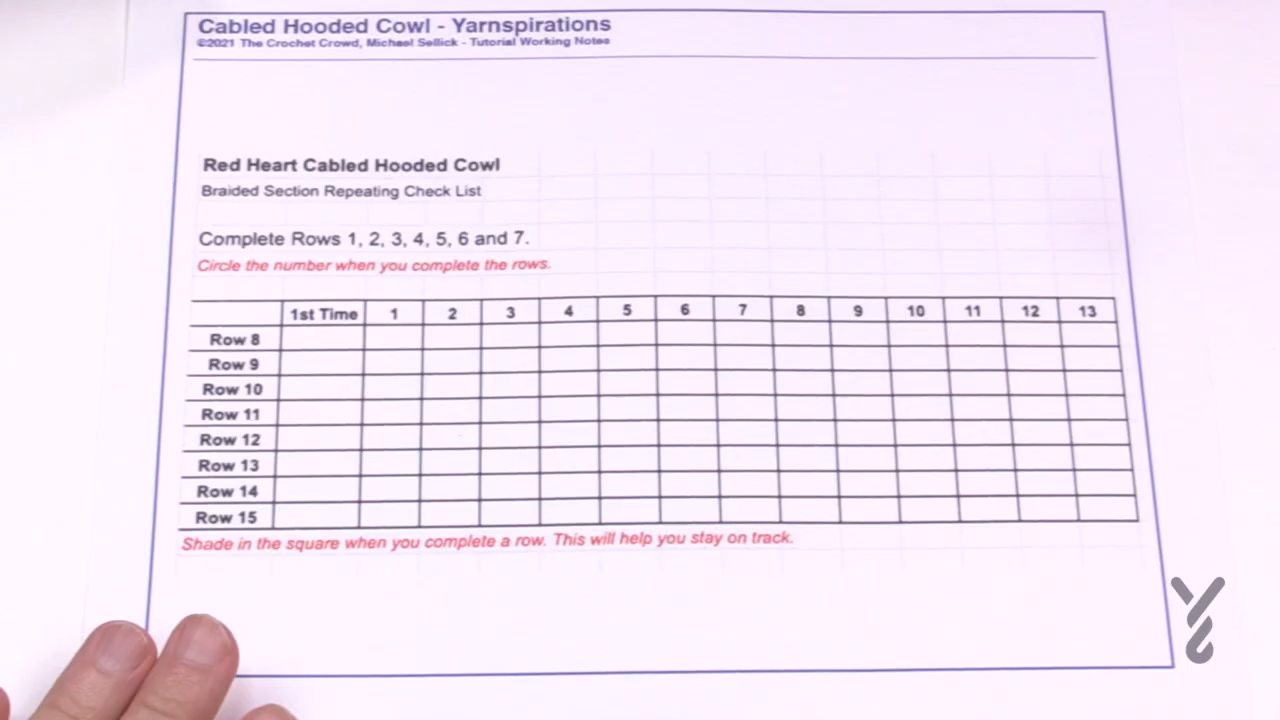 Cabled Hooded Cowl - Yarnspirations
©2021 The Crochet Crowd, Michael Sellick - Tutorial Working Notes
Red Heart Cabled Hooded Cowl
Braided Section Repeating Check List
Complete Rows 1, 2, 3, 4, 5, 6 and 7.
Circle the number when you complete the rows.
1st Time 1 2 3 4 5 6 7 8 9 10 11 12 13
Row 8
Row 9
Row 10
Row 11
Row 12
Row 13
Row 14
Row 15
Shade in the square when you complete a row. This will help you stay on track.